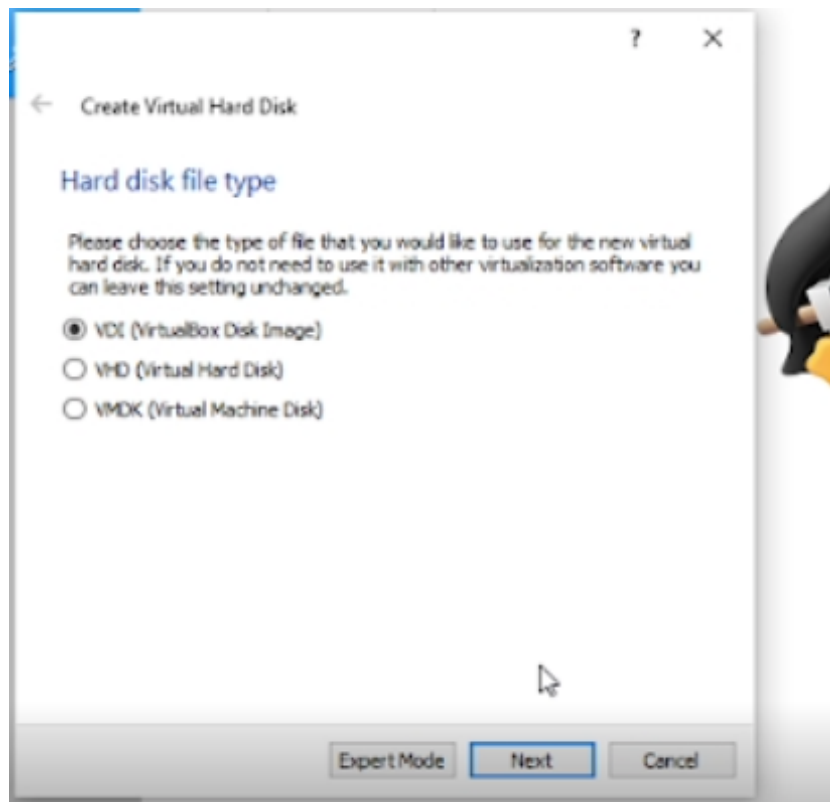 ?
Create Virtual Hard Disk
Hard disk file type
Please choose the type of file that you would like to use for the new virtual
hard disk. If you do not need to use it with other virtualization software you
can leave this setting unchanged.
VDI (VirtualBox Disk Image)
VHD (Virtual Hard Disk)
VMDK (Virtual Machine Disk)
Expert Mode Next Cancel